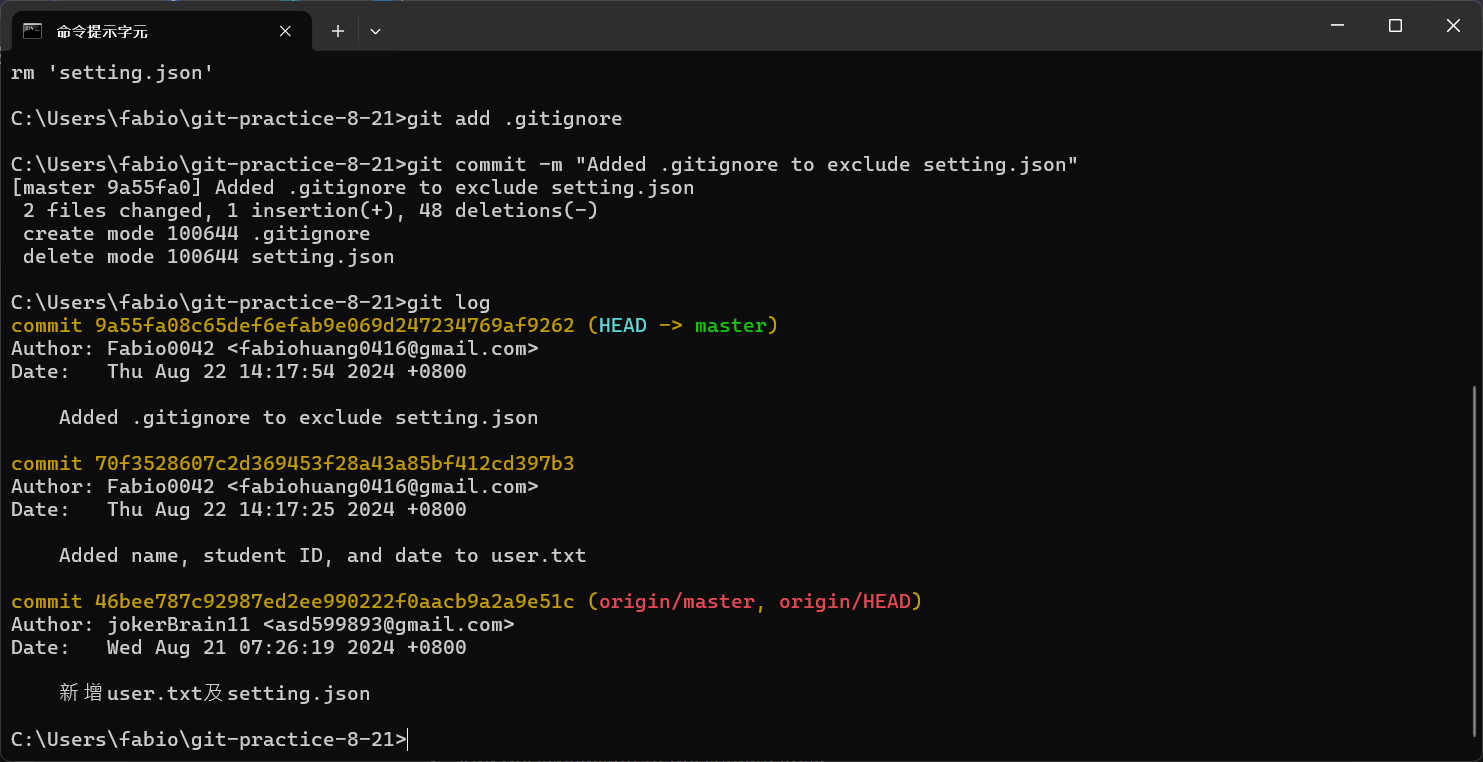 命令提示字元
rm 'setting.json'
C:\Users\fabio\git-practice-8-21>git add .gitignore
C:\Users\fabio\git-practice-8-21>git commit -m "Added .gitignore to exclude setting.json"
[master 9a55fa0] Added .gitignore to exclude setting.json
 2 files changed, 1 insertion(+), 48 deletions(-)
 create mode 100644 .gitignore
 delete mode 100644 setting.json
C:\Users\fabio\git-practice-8-21>git log
commit 9a55fa08c65def6efab9e069d247234769af9262 (HEAD -> master)
Author: Fabio0042 <fabiohuang0416@gmail.com>
Date:   Thu Aug 22 14:17:54 2024 +0800
    Added .gitignore to exclude setting.json
commit 70f3528607c2d369453f28a43a85bf412cd397b3
Author: Fabio0042 <fabiohuang0416@gmail.com>
Date:   Thu Aug 22 14:17:25 2024 +0800
    Added name, student ID, and date to user.txt
commit 46bee787c92987ed2ee990222f0aacb9a2a9e51c (origin/master, origin/HEAD)
Author: jokerBrain11 <asd599893@gmail.com>
Date:   Wed Aug 21 07:26:19 2024 +0800
    新增user.txt及setting.json
C:\Users\fabio\git-practice-8-21>